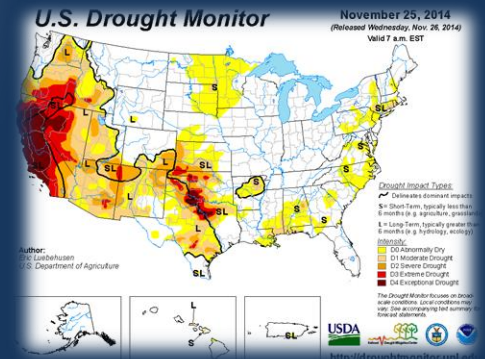 U.S. Drought Monitor
November 25, 2014
(Released Wednesday, Nov. 26, 2014)
Valid 7 a.m. EST
L
S
L
L
SL
L
SL
S
L
SL
L
L
SL
S
S
S
S
S
SL
SL
L
S
SL
Drought Impact Types:
Delineates dominant impacts
S = Short-Term, typically less than
6 months (e.g. agriculture, grasslands
L = Long-Term, typically greater than
6 months (e.g. hydrology, ecology)
Intensity:
D0 Abnormally Dry
D1 Moderate Drought
D2 Severe Drought
D3 Extreme Drought
D4 Exceptional Drought
Author:
Eric Luebehusen
U.S. Department of Agriculture
The Drought Monitor focuses on broad-
scale conditions. Local conditions may
vary. See accompanying text summary
forecast statements.
USDA